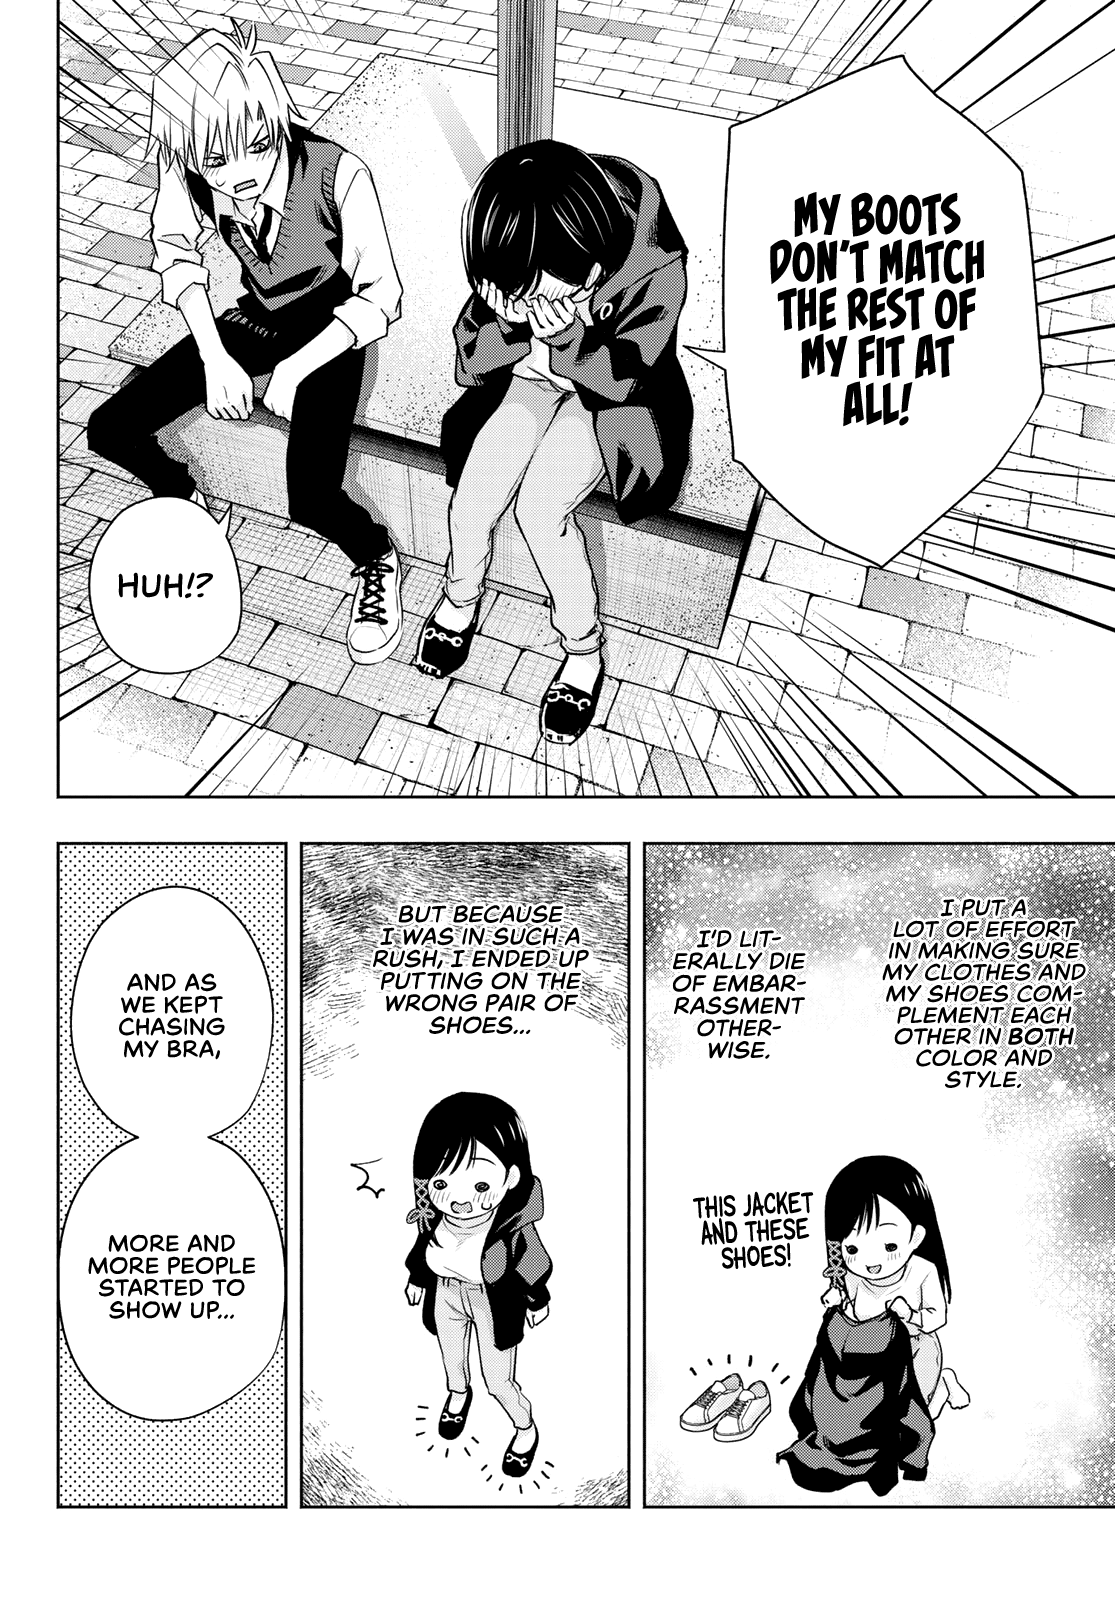 MY BOOTS
DON'T MATCH
THE REST OF
MY FIT AT
ALL!
HUH!?
I PUT A
LOT OF EFFORT
IN MAKING SURE
MY CLOTHES AND
MY SHOES COM-
PLEMENT EACH
OTHER IN BOTH
COLOR AND
STYLE.
I'D LIT-
ERALLY DIE
OF EMBAR-
RASSMENT
OTHER-
WISE.
THIS JACKET
AND THESE
SHOES!
BUT BECAUSE
I WAS IN SUCH A
RUSH, I ENDED UP
PUTTING ON THE
WRONG PAIR OF
SHOES...
AND AS
WE KEPT
CHASING
MY BRA,
MORE AND
MORE PEOPLE
STARTED TO
SHOW UP...